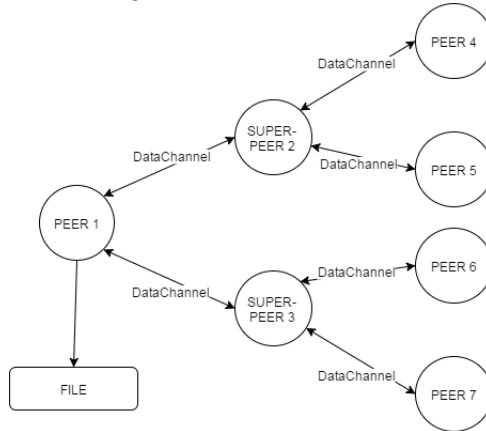 PEER 4
DataChannel
SUPER-
PEER 2
DataChannel
DataChannel
PEER 5
PEER 1
PEER 6
DataChannel
DataChannel
SUPER-
PEER 3
DataChannel
FILE
PEER 7